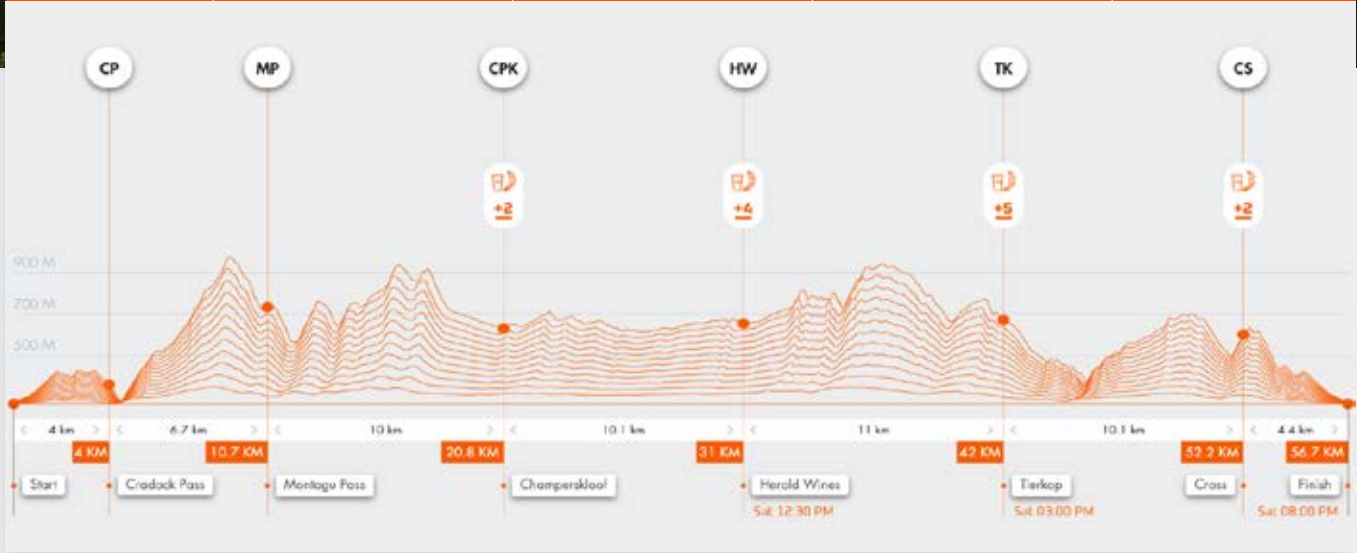 CP
MP
CPK
HW
TK
CS
+2
+4
+5
+2
900 M
700 M
500 M
4 km
6.7 km
10 km
10.1 km
11 km
10.1 km
4.4 km
4 KM
10.7 KM
20.8 KM
31 KM
42 KM
52.2 KM
56.7 KM
Start
Cradock Pass
Montagu Pass
Champerskloof
Herold Wines
Tierkop
Cross
Finish
Sat 12:30 PM
Sat 03:00 PM
Sat 08:00 PM